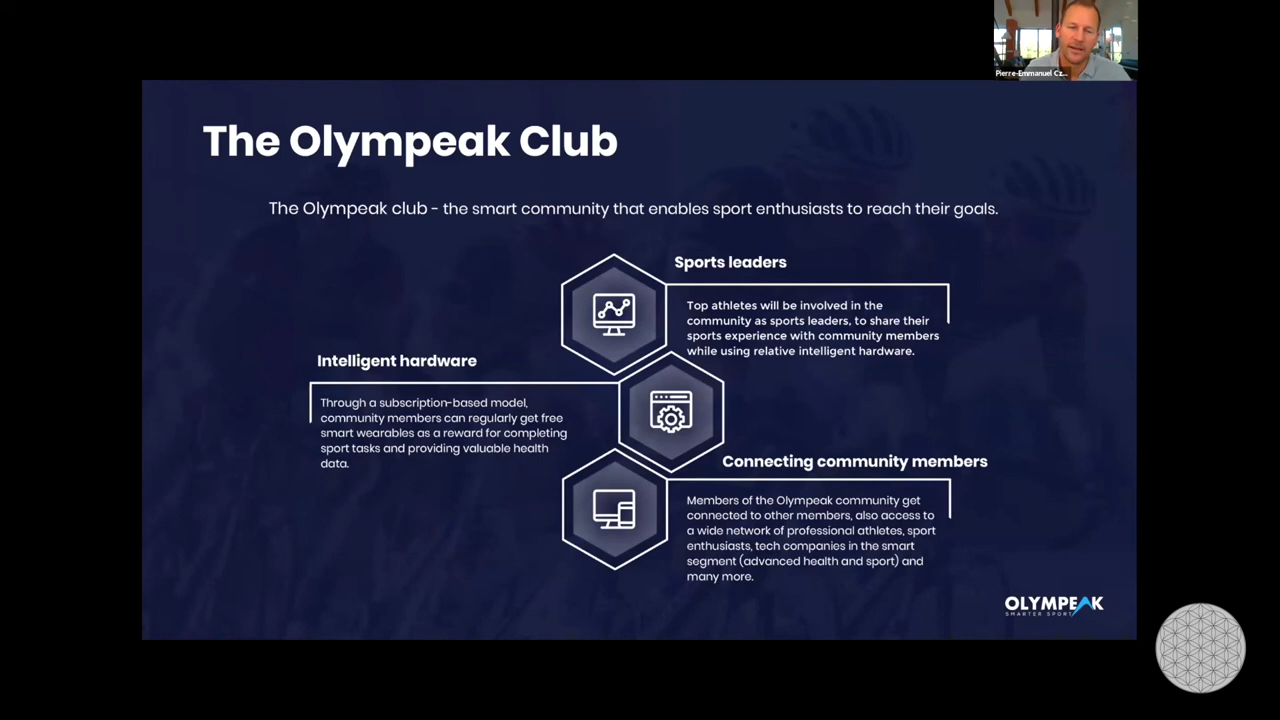 Pierre-Emmanuel Cz...
The Olympeak Club
The Olympeak club - the smart community that enables sport enthusiasts to reach their goals.
Sports leaders
Top athletes will be involved in the
community as sports leaders, to share their
sports experience with community members
while using relative intelligent hardware.
Intelligent hardware
Through a subscription-based model,
community members can regularly get free
smart wearables as a reward for completing
sport tasks and providing valuable health
data.
Connecting community members
Members of the Olympeak community get
connected to other members, also access to
a wide network of professional athletes, sport
enthusiasts, tech companies in the smart
segment (advanced health and sport) and
many more.
OLYMPEAK
SMARTER SPORT